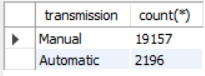 transmission count(*)
Manual 19157
Automatic 2196